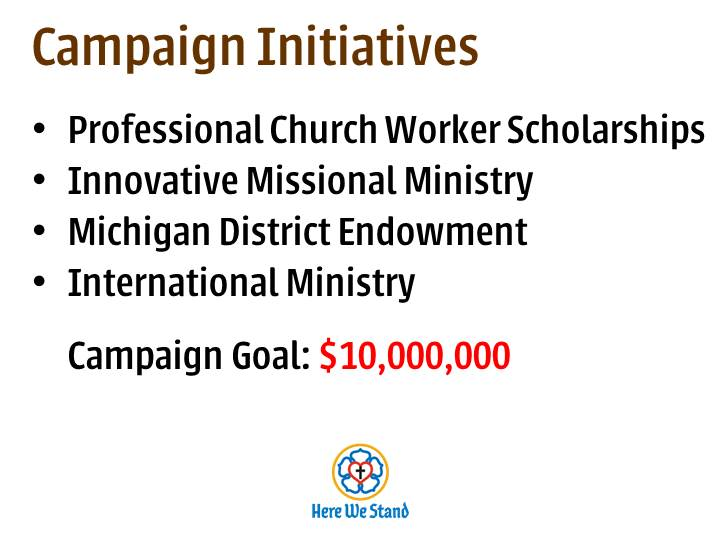 Campaign Initiatives
• Professional Church Worker Scholarships
• Innovative Missional Ministry
• Michigan District Endowment
• International Ministry
Campaign Goal: $10,000,000
Here We Stand